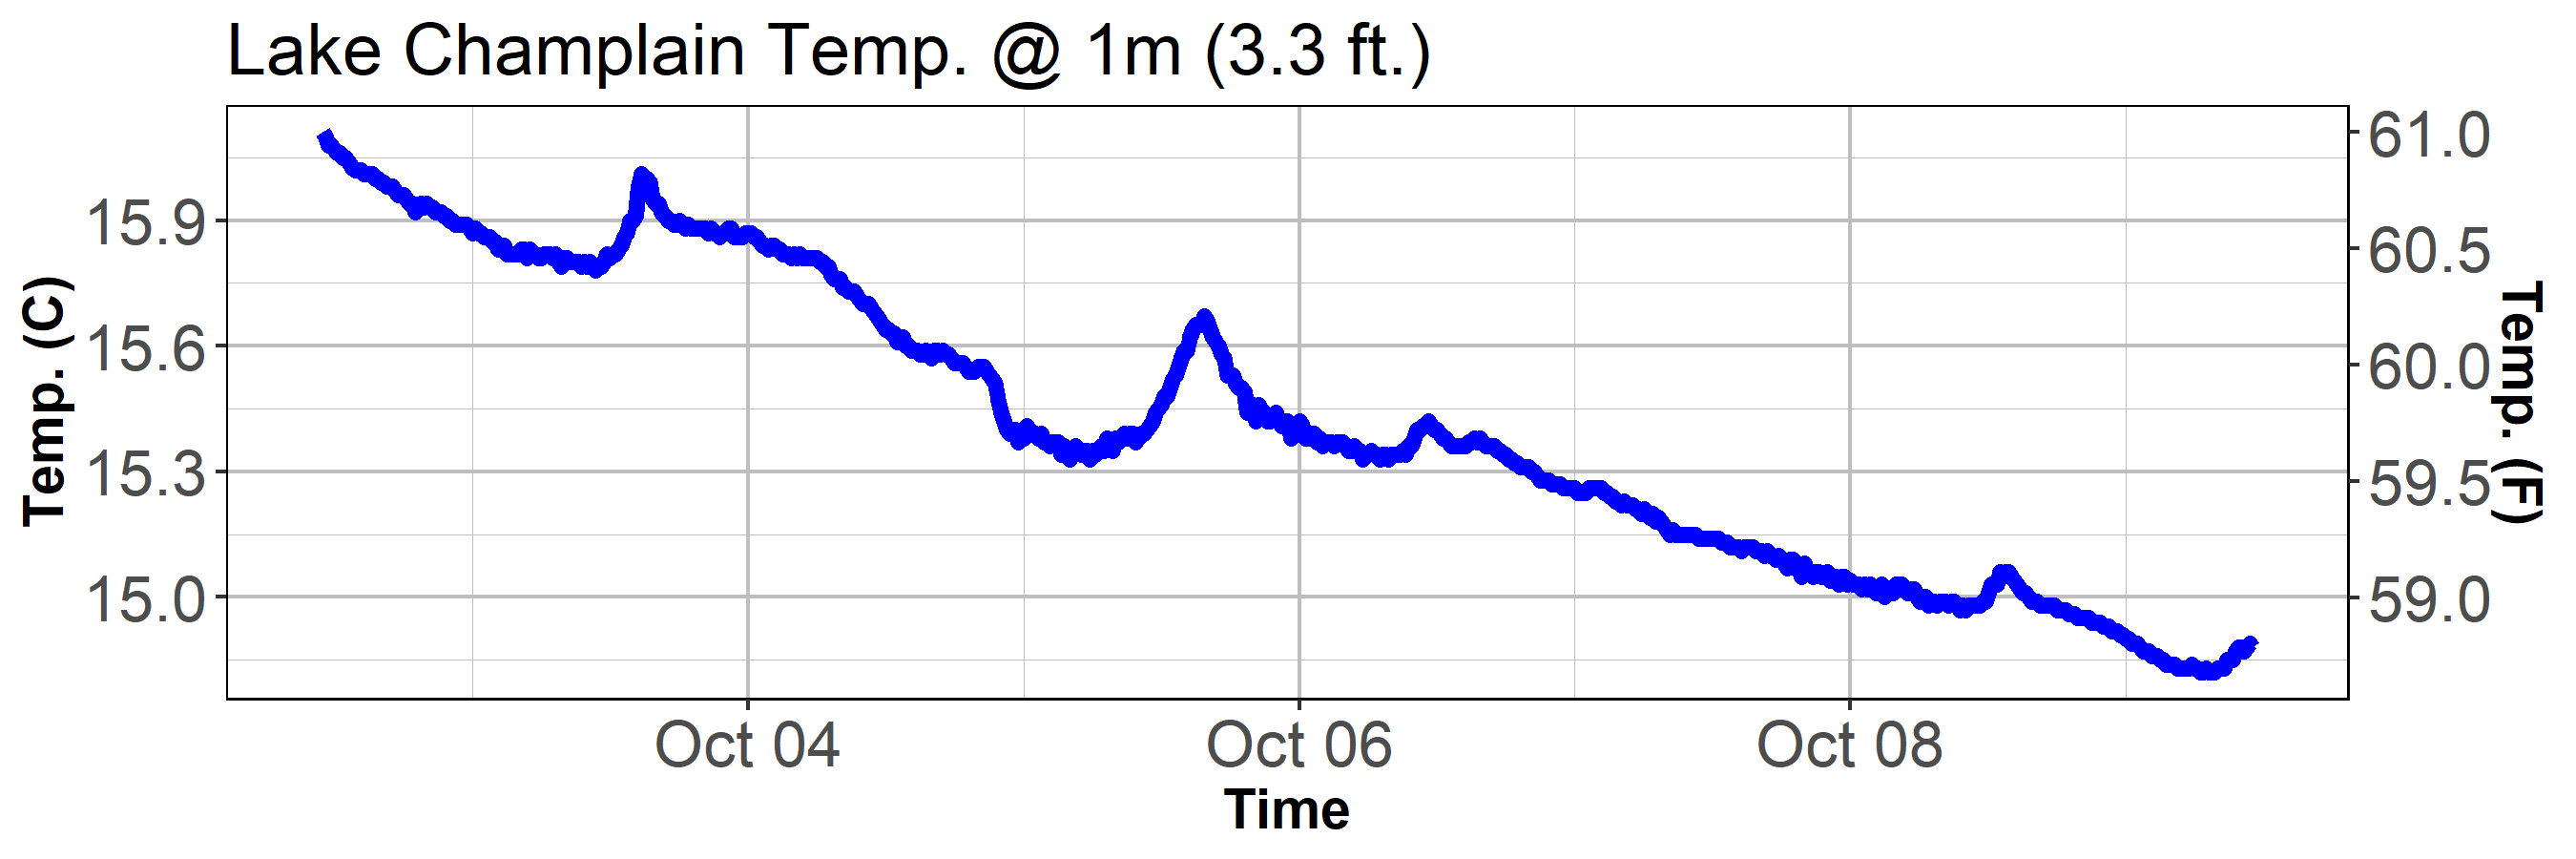 Lake Champlain Temp. @ 1m (3.3 ft.)
Temp. (C)
15.9
15.6
15.3
15.0
61.0
60.5
60.0
59.5
59.0
Temp. (F)
Oct 04
Oct 06
Oct 08
Time